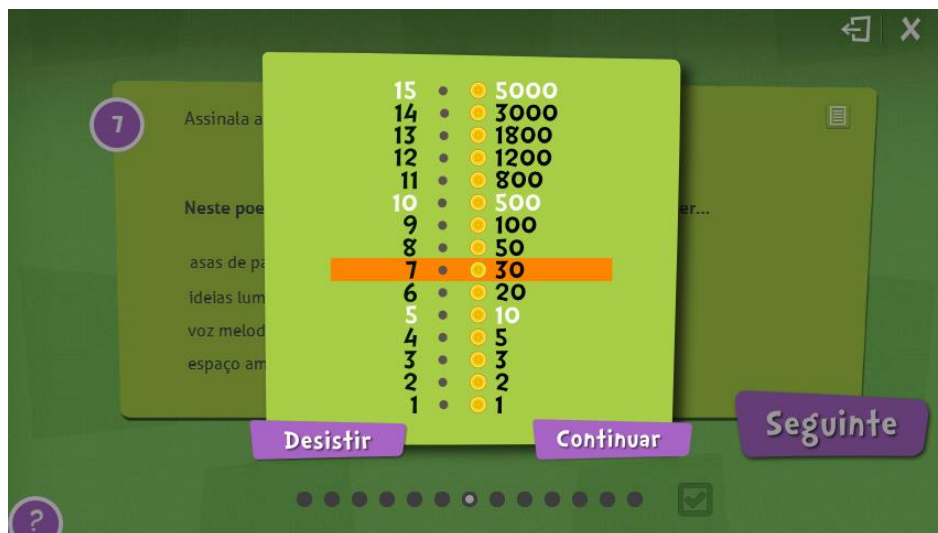 7
Assinala a
Neste poe
er...
asas de pa
ideias lum
voz melod
espaço am
15 • 5000
14 • 3000
13 • 1800
12 • 1200
11 • 800
10 • 500
9 • 100
8 • 50
7 • 30
6 • 20
5 • 10
4 • 5
3 • 3
2 • 2
1 • 1
Desistir
Continuar
Seguinte
?